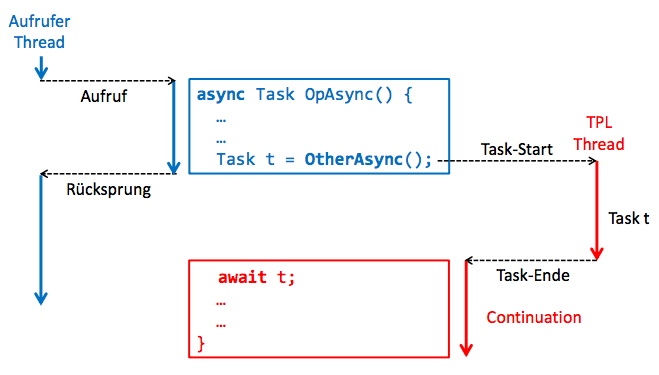 Aufrufer
Thread
Aufruf
async Task OpAsync() {
…
…
Task t = OtherAsync();
Task-Start
TPL
Thread
Rücksprung
Task t
await t;
…
…
}
Task-Ende
Continuation